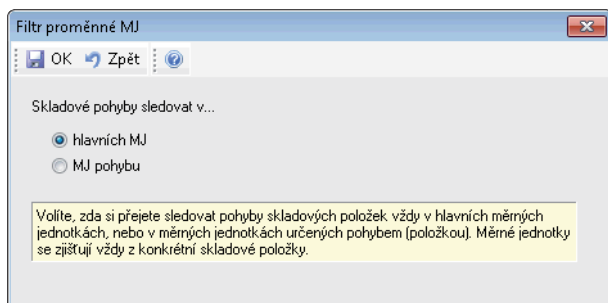 Filtr proměnné MJ
OK Zpět
Skladové pohyby sledovat v...
hlavních MJ
MJ pohybu
Volíte, zda si přejete sledovat pohyby skladových položek vždy v hlavních měrných
jednotkách, nebo v měrných jednotkách určených pohybem (položkou). Měrné jednotky
se zjišťují vždy z konkrétní skladové položky.